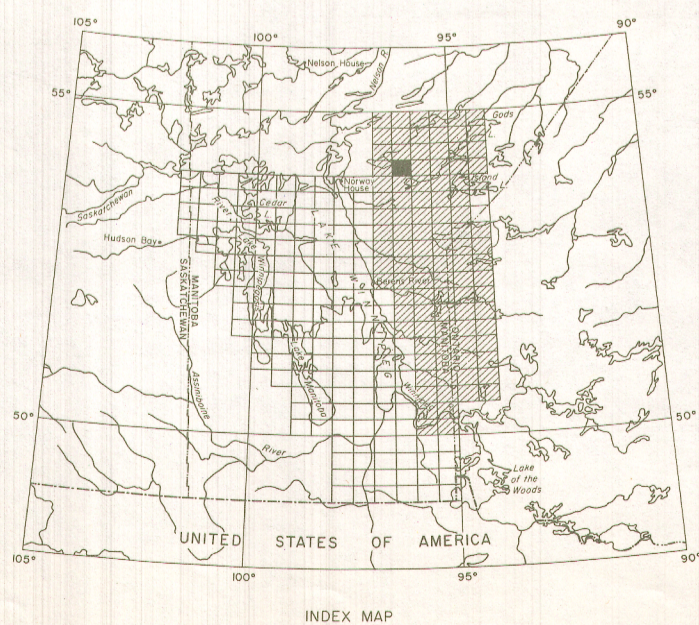 105° 90°
100° 95°
Nelson House
Nelson R
55° 55°
Gods
L
Norway
House
Island
L
Saskatchewan
River
Cedar
L
Hudson Bay
Lake
Winnipegosis
LAKE
WINNIPEG
Berens River
MANITOBA
SASKATCHEWAN
ONTARIO
MANITOBA
Lake
Manitoba
Winnipeg
Assiniboine
River
50° 50°
Lake
of the
Woods
UNITED STATES OF AMERICA
105° 100° 95° 90°
INDEX MAP